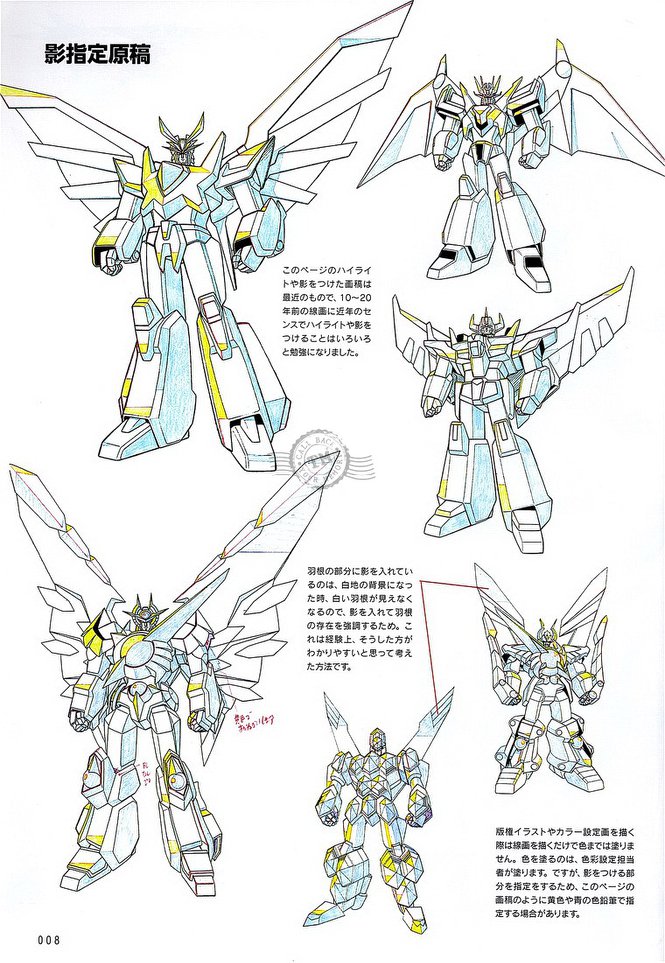 影指定原稿
このページのハイライ
トや影をつけた画稿は
最近のもので、10〜20
年前の線画に近年のセ
ンスでハイライトや影を
つけることはいろいろ
と勉強になりました。
CALL BACK
羽根の部分に影を入れてい
るのは、白地の背景になっ
た時、白い羽根が見えなく
なるので、影を入れて羽根
の存在を強調するため。こ
れは経験上、そうした方が
わかりやすいと思って考え
た方法です。
版権イラストやカラー設定画を描く
際は線画を描くだけで色までは塗りま
せん。色を塗るのは、色彩設定担当
者が塗ります。ですが、影をつける部
分を指定をするため、このページの
画稿のように黄色や青の色鉛筆で指
定する場合があります。
008